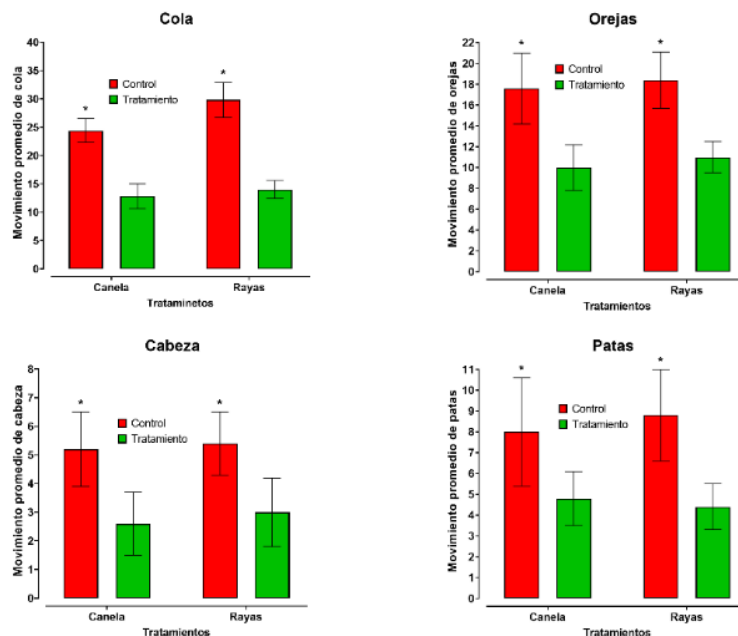 Cola
Movimiento promedio de cola
40
35
30
25
20
15
10
5
0
Control
Tratamiento
*
*
Canela
Rayas
Trataminetos
Orejas
Movimiento promedio de orejas
22
20
18
16
14
12
10
8
6
4
2
0
Control
Tratamiento
*
*
Canela
Rayas
Tratamientos
Cabeza
Movimiento promedio de cabeza
8
7
6
5
4
3
2
1
0
Control
Tratamiento
*
*
Canela
Rayas
Tratamientos
Patas
Movimiento promedio de patas
11
10
9
8
7
6
5
4
3
2
1
0
Control
Tratamiento
*
*
Canela
Rayas
Tratamientos